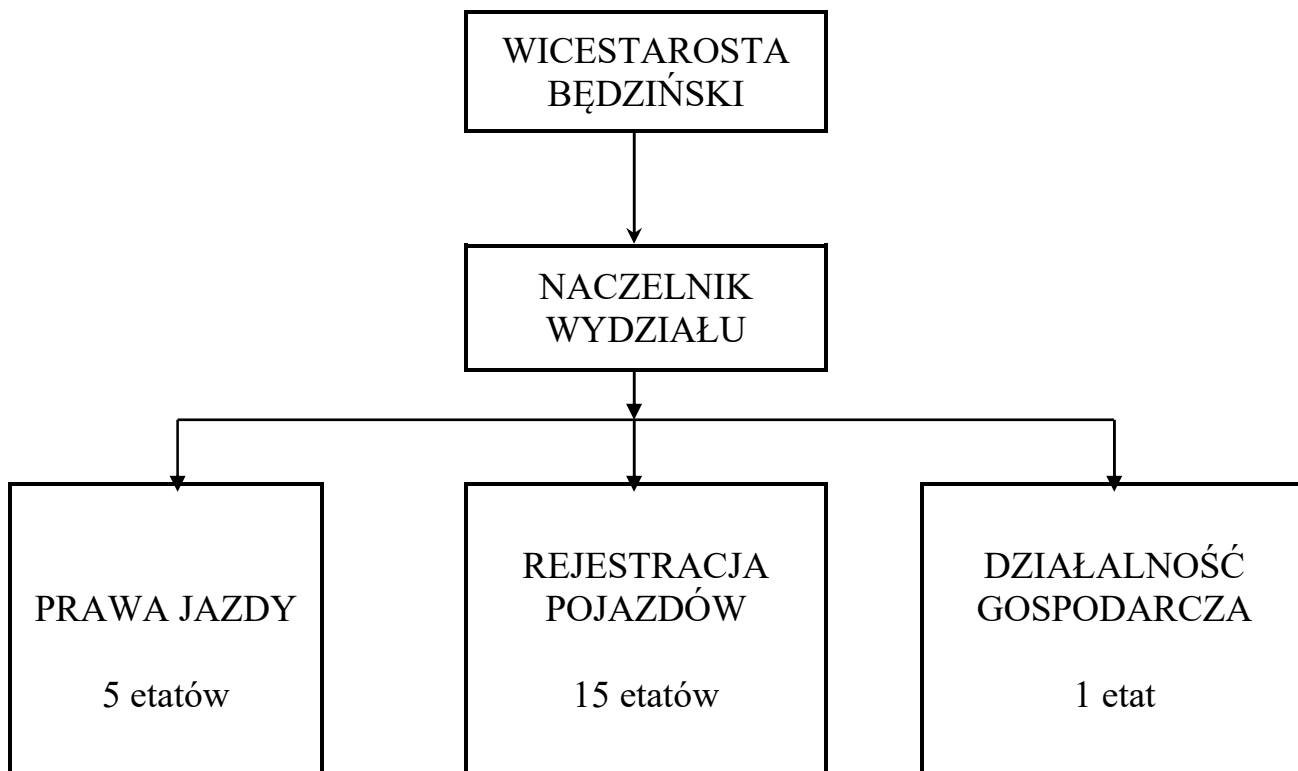 WICESTAROSTA
BĘDZIŃSKI
NACZELNIK
WYDZIAŁU
PRAWA JAZDY
5 etatów
REJESTRACJA
POJAZDÓW
15 etatów
DZIAŁALNOŚĆ
GOSPODARCZA
1 etat